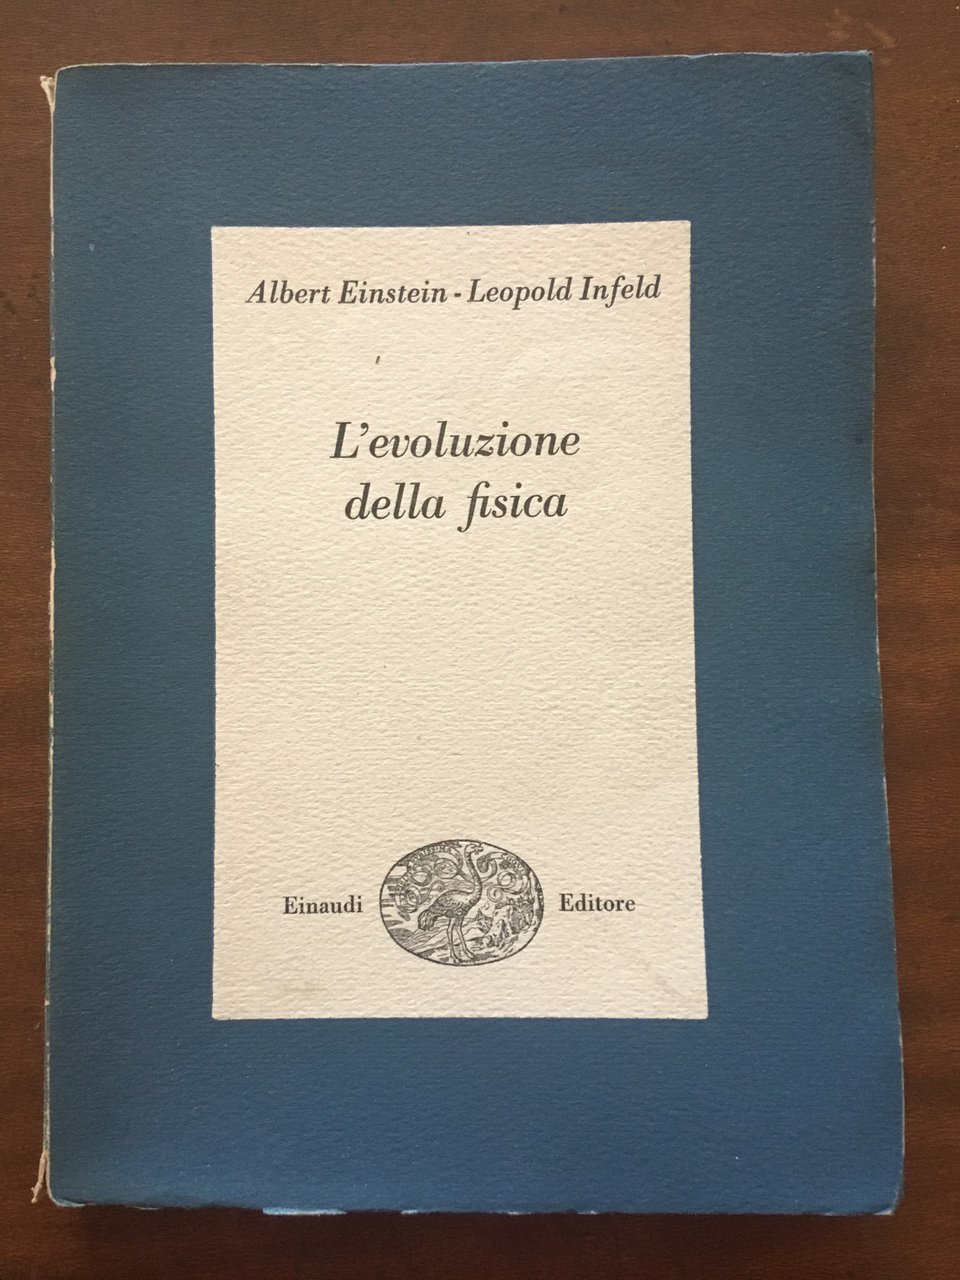 Albert Einstein - Leopold Infeld
L'evoluzione
della fisica
Einaudi Editore